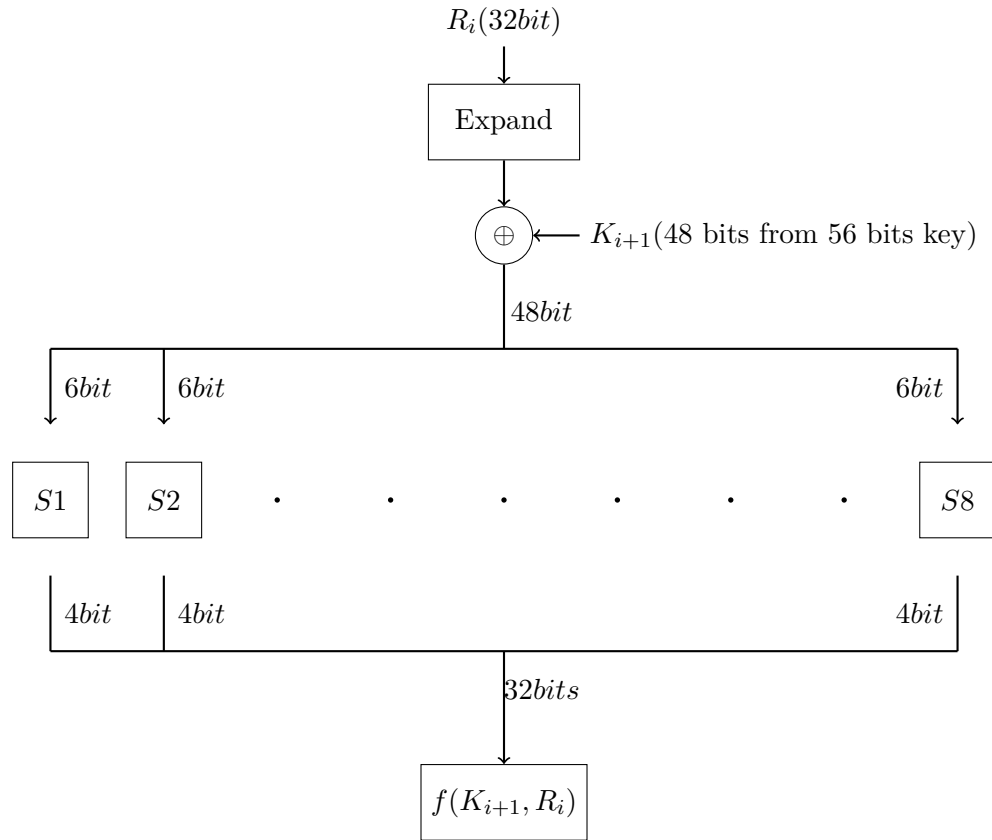 R_i(32bit)
Expand
⊕ K_{i+1}(48 bits from 56 bits key)
48bit
6bit 6bit 6bit
S1 S2 · · · · · · S8
4bit 4bit 4bit
32bits
f(K_{i+1}, R_i)